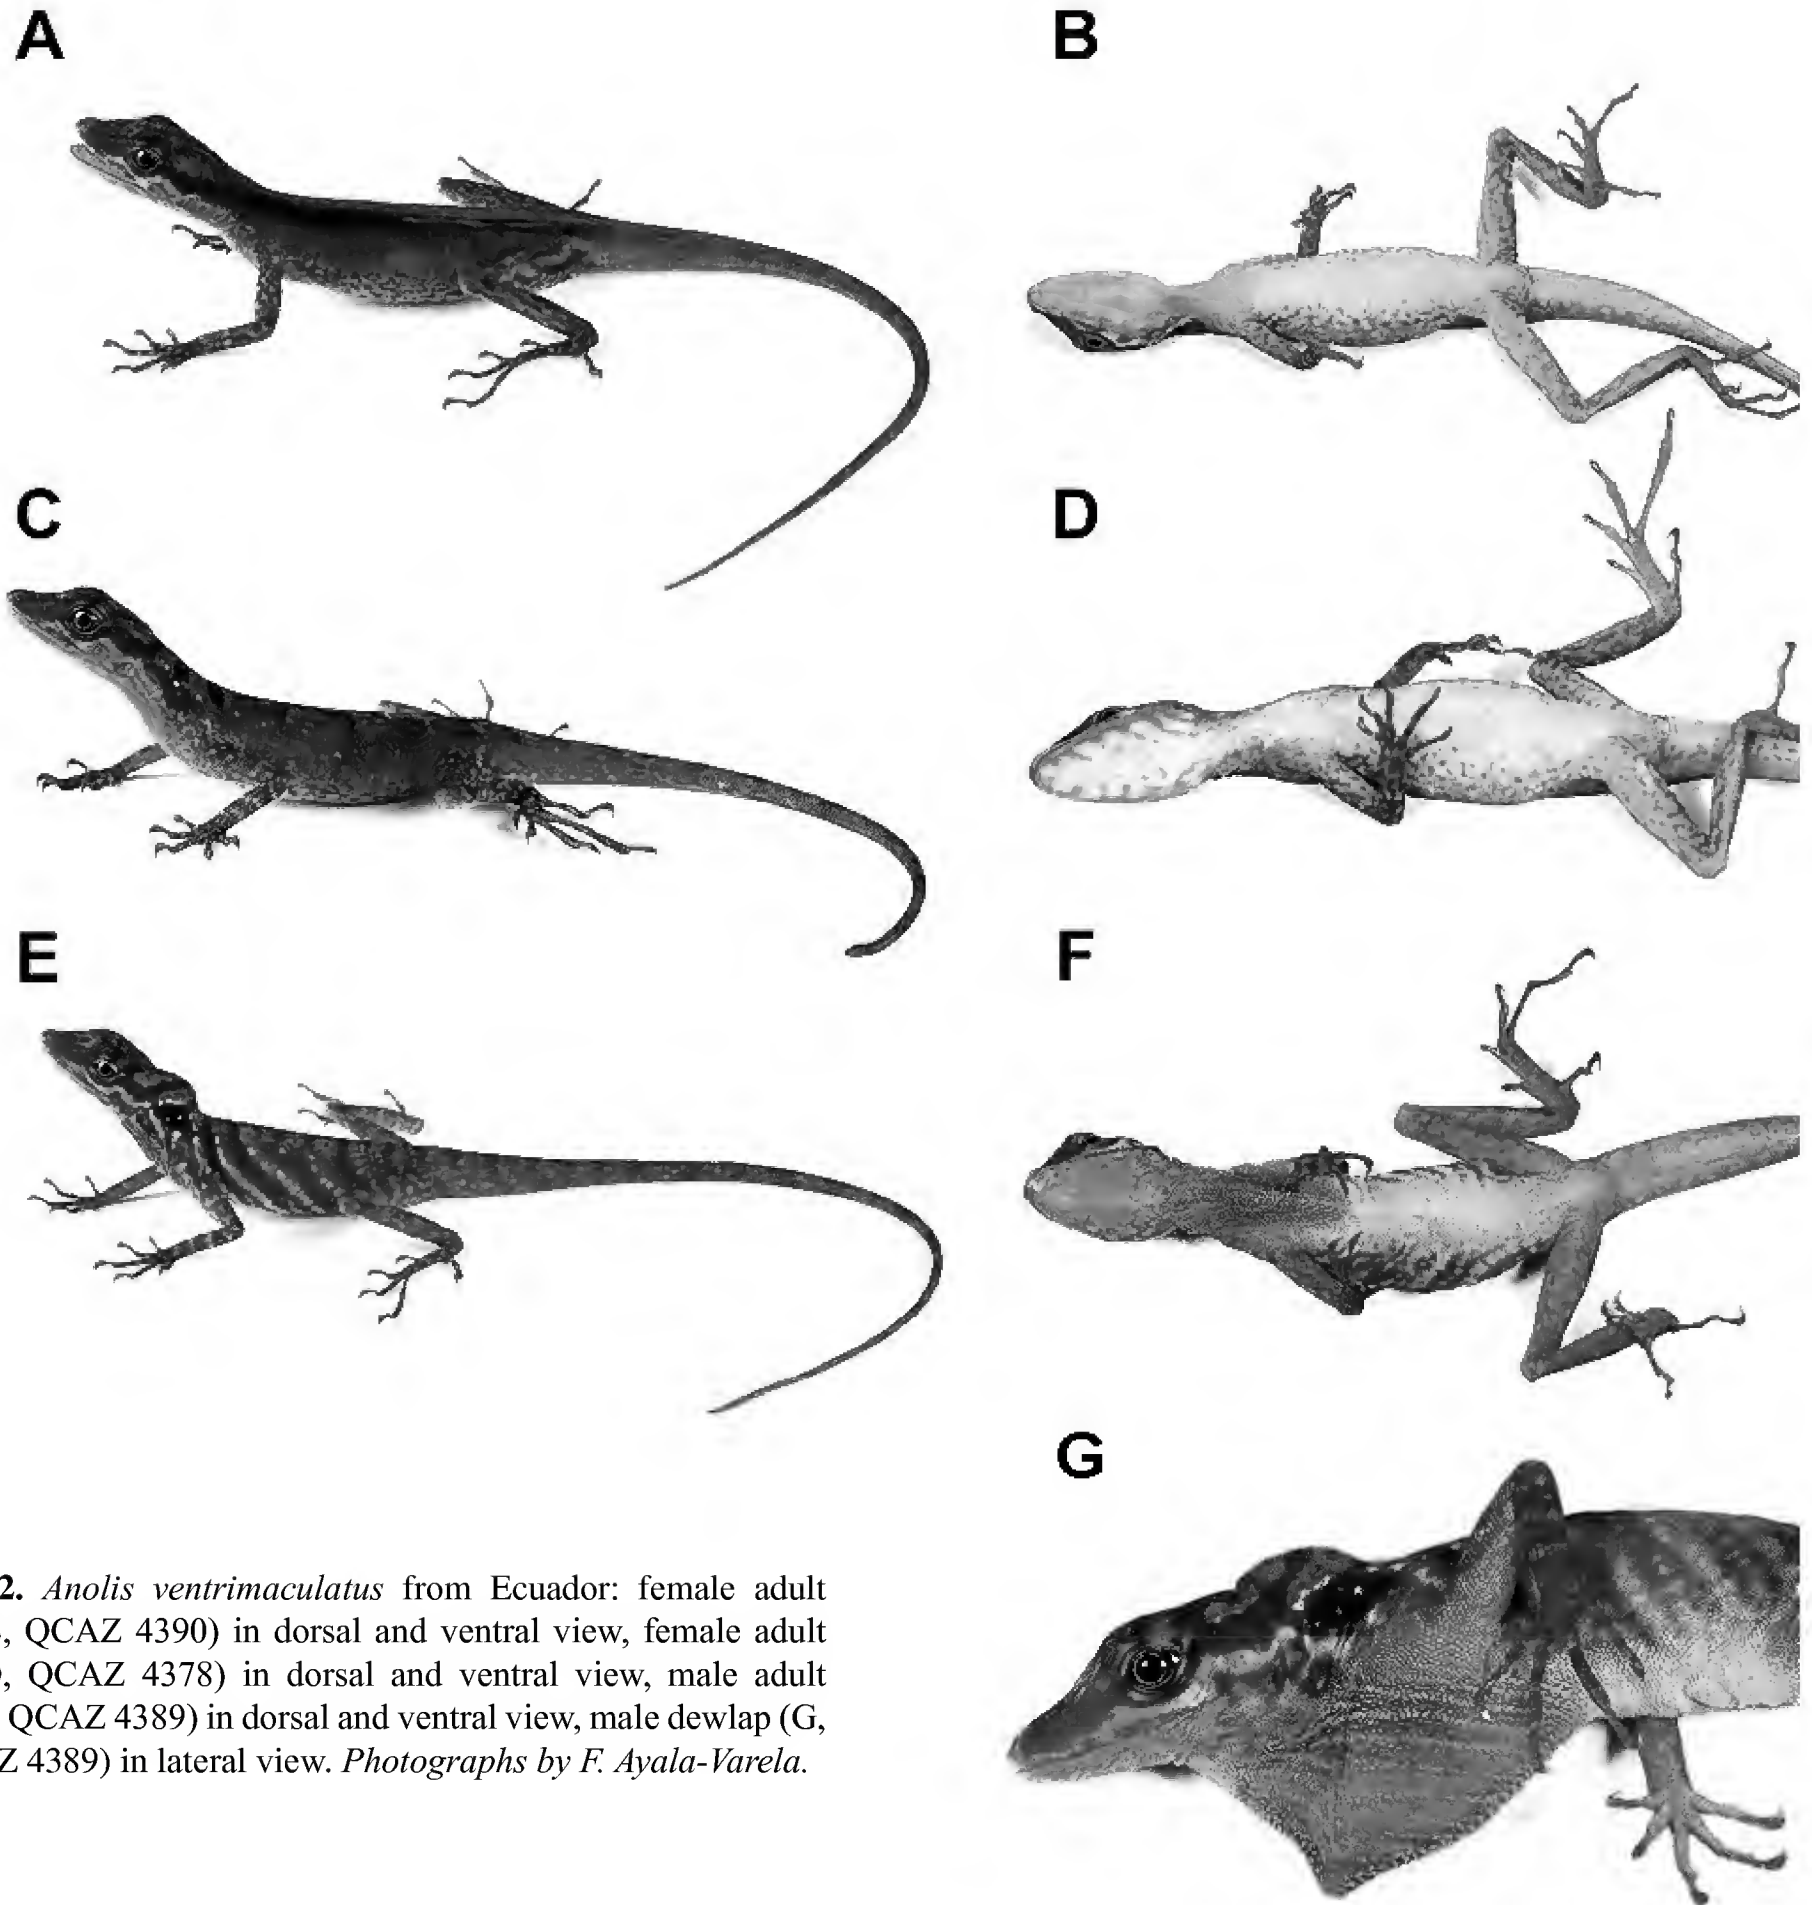 A
B
C
D
E
F
G
2. Anolis ventrimaculatus from Ecuador: female adult
, QCAZ 4390) in dorsal and ventral view, female adult
, QCAZ 4378) in dorsal and ventral view, male adult
QCAZ 4389) in dorsal and ventral view, male dewlap (G,
Z 4389) in lateral view. Photographs by F. Ayala-Varela.